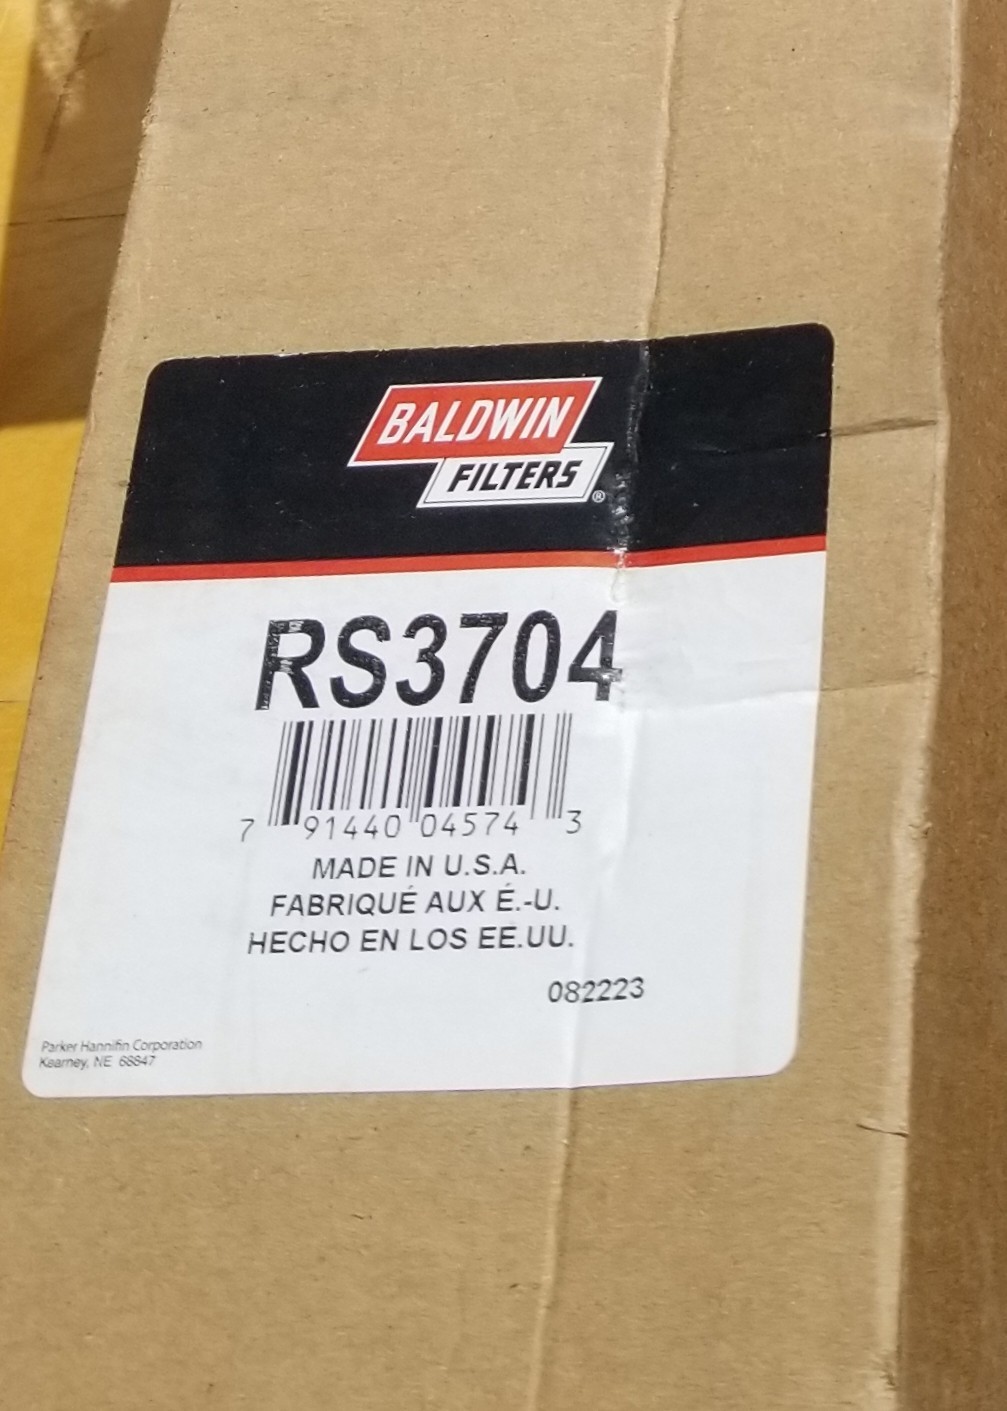 BALDWIN
FILTERS®
RS3704
7 91440 04574 3
MADE IN U.S.A.
FABRIQUÉ AUX É.-U.
HECHO EN LOS EE.UU.
082223
Parker Hannifin Corporation
Kearney, NE 68847